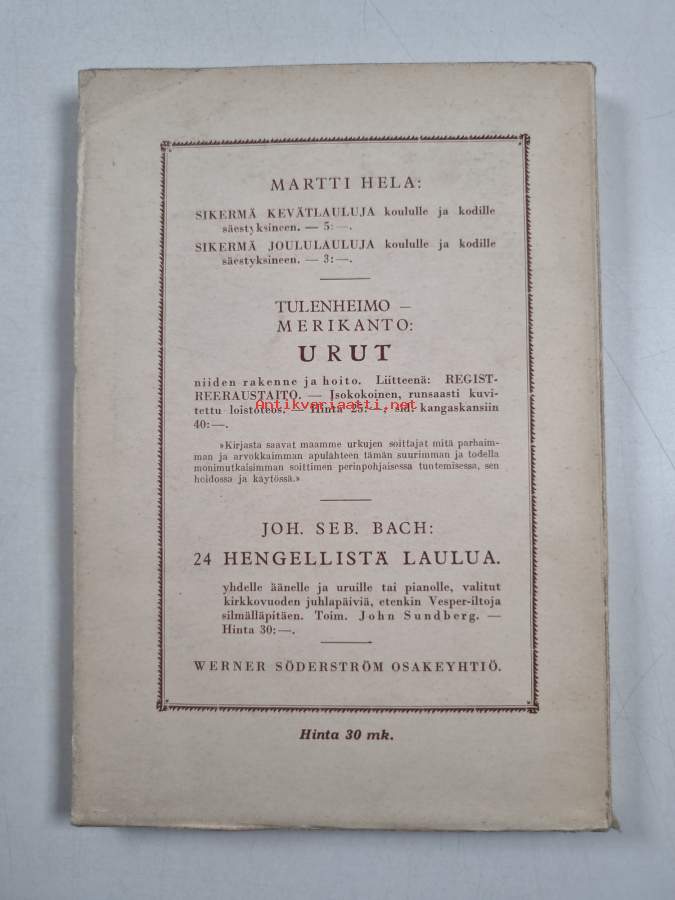 MARTTI HELA:
SIKERMÄ KEVÄTLAULUJA koululle ja kodille
säestyksineen. — 5:—.
SIKERMÄ JOULULAULUJA koululle ja kodille
säestyksineen. — 3:—.
TULENHEIMO —
MERIKANTO:
URUT
niiden rakenne ja hoito. Liitteenä: REGIST-
REERAUSTAITO. — Isokokoinen, runsaasti kuvi-
Antikvariaatti.net
tettu loistoteos. — Hinta 25:—, sid. kangaskansiin
40:—.
»Kirjasta saavat maamme urkujen soittajat mitä parhaim-
man ja arvokkaimman apulähteen tämän suurimman ja todella
monimutkaisimman soittimen perinpohjaisessa tuntemisessa, sen
hoidossa ja käytössä.»
JOH. SEB. BACH:
24 HENGELLISTÄ LAULUA.
yhdelle äänelle ja uruille tai pianolle, valitut
kirkkovuoden juhlapäiviä, etenkin Vesper-iltoja
silmälläpitäen. Toim. John Sundberg. —
Hinta 30:—.
WERNER SÖDERSTRÖM OSAKEYHTIÖ.
Hinta 30 mk.